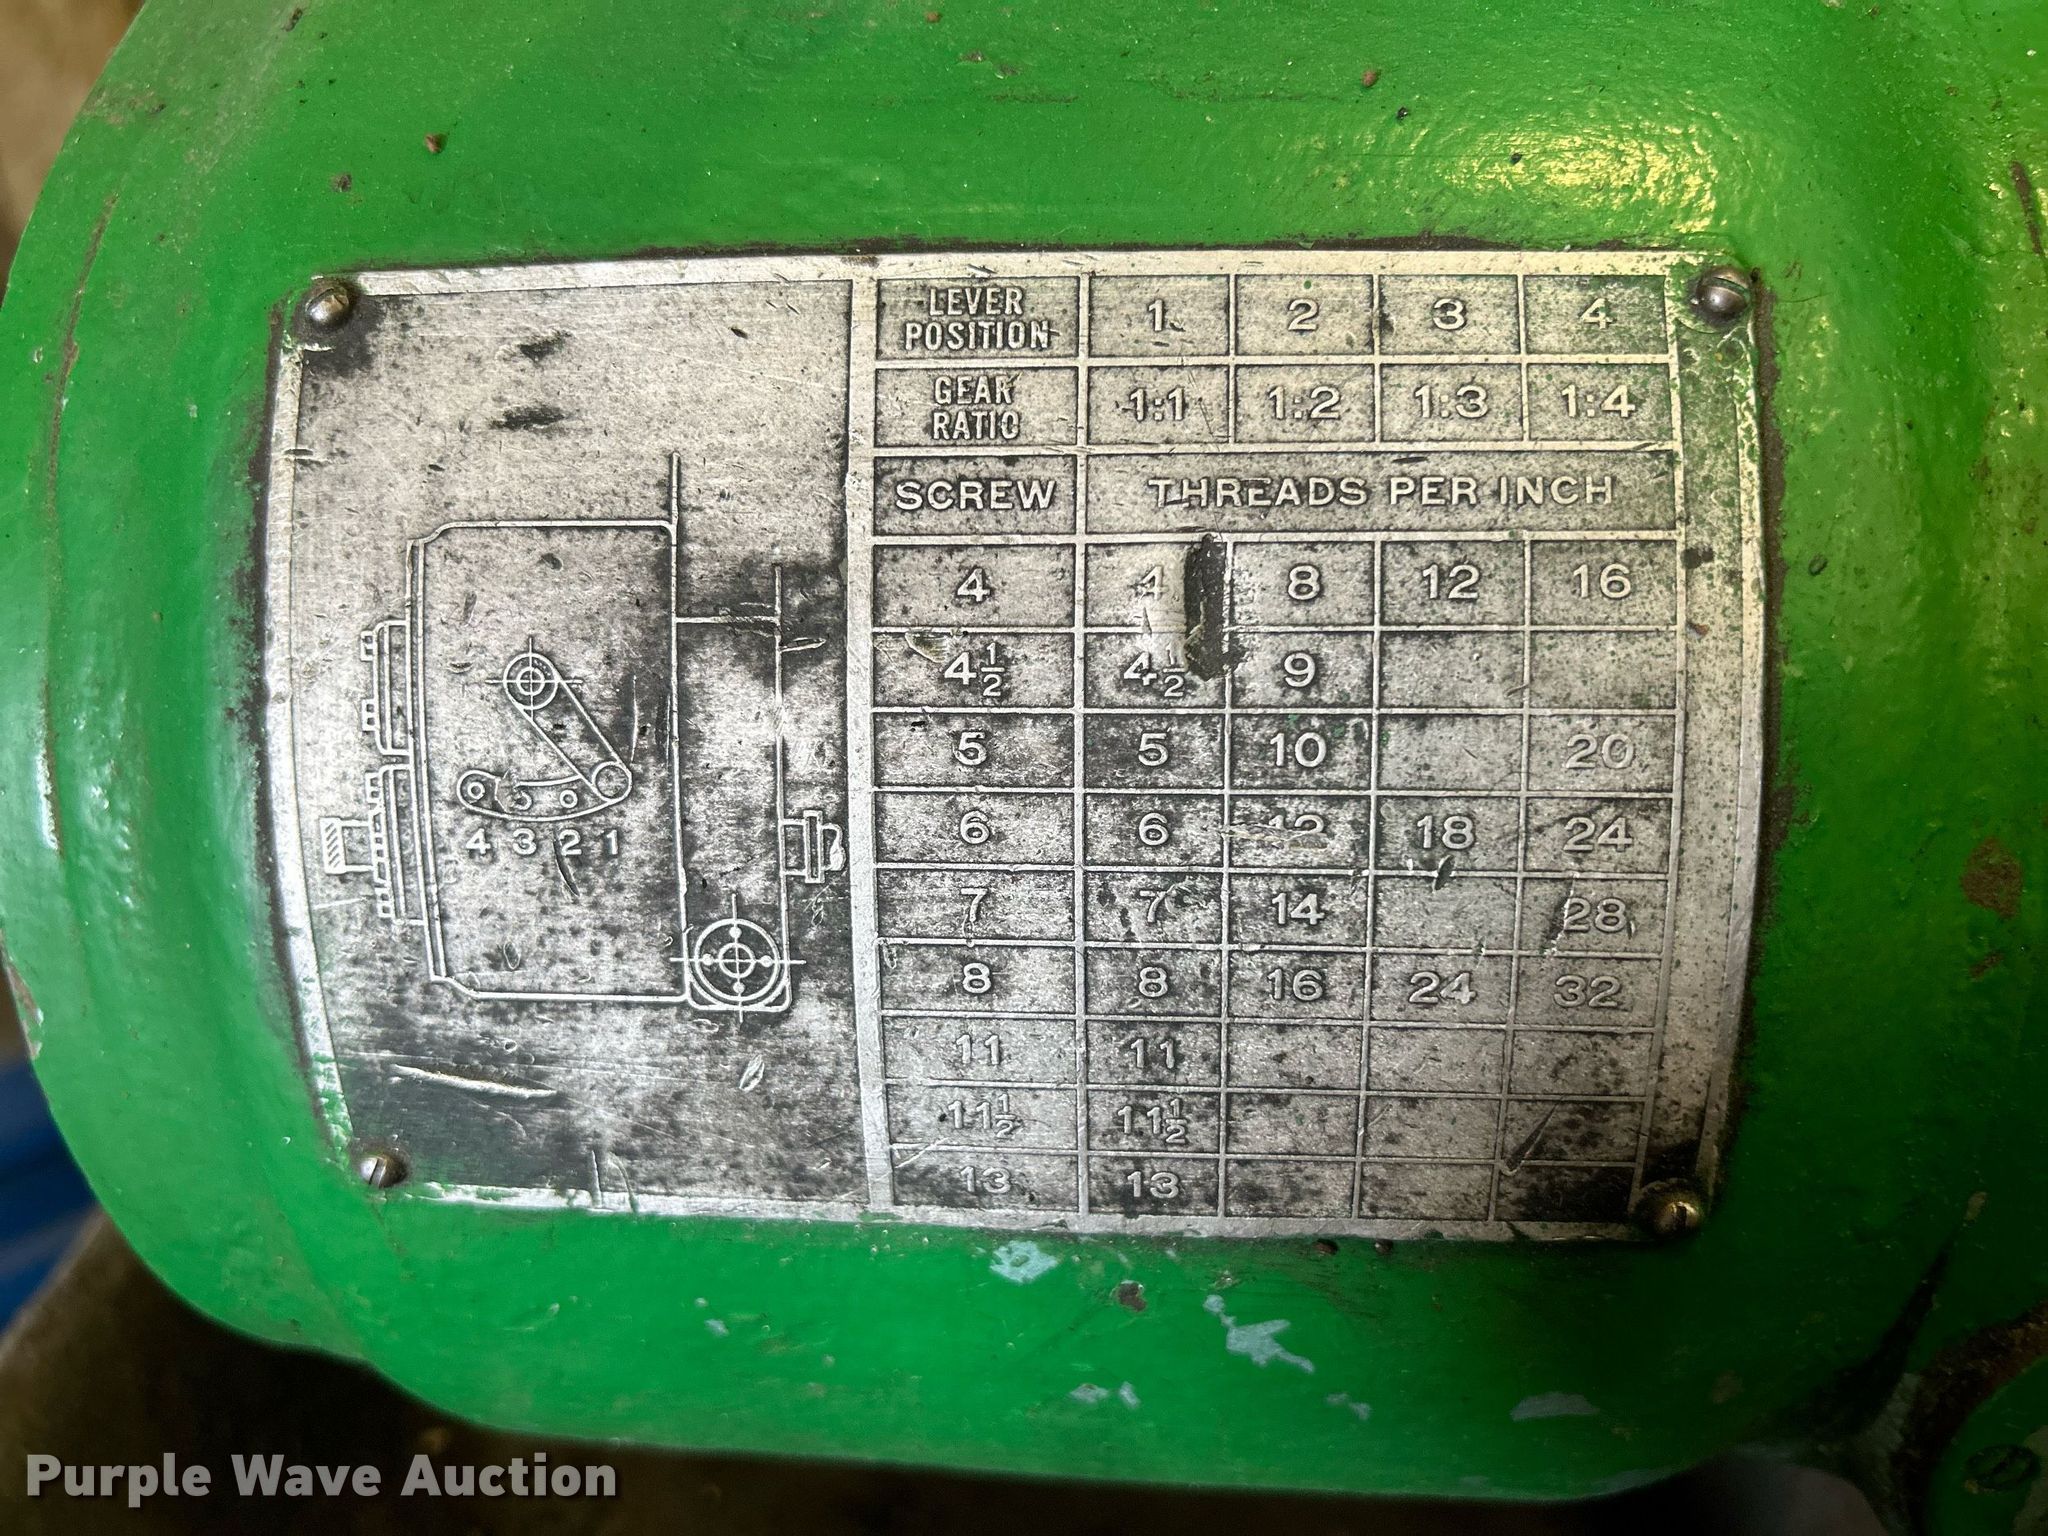 LEVER POSITION 1 2 3 4
GEAR RATIO 1:1 1:2 1:3 1:4
SCREW THREADS PER INCH
4 4 8 12 16
4½ 4½ 9
5 5 10 20
6 6 12 18 24
7 7 14 28
8 8 16 24 32
11 11
11½ 11½
13 13
4 3 2 1
Purple Wave Auction